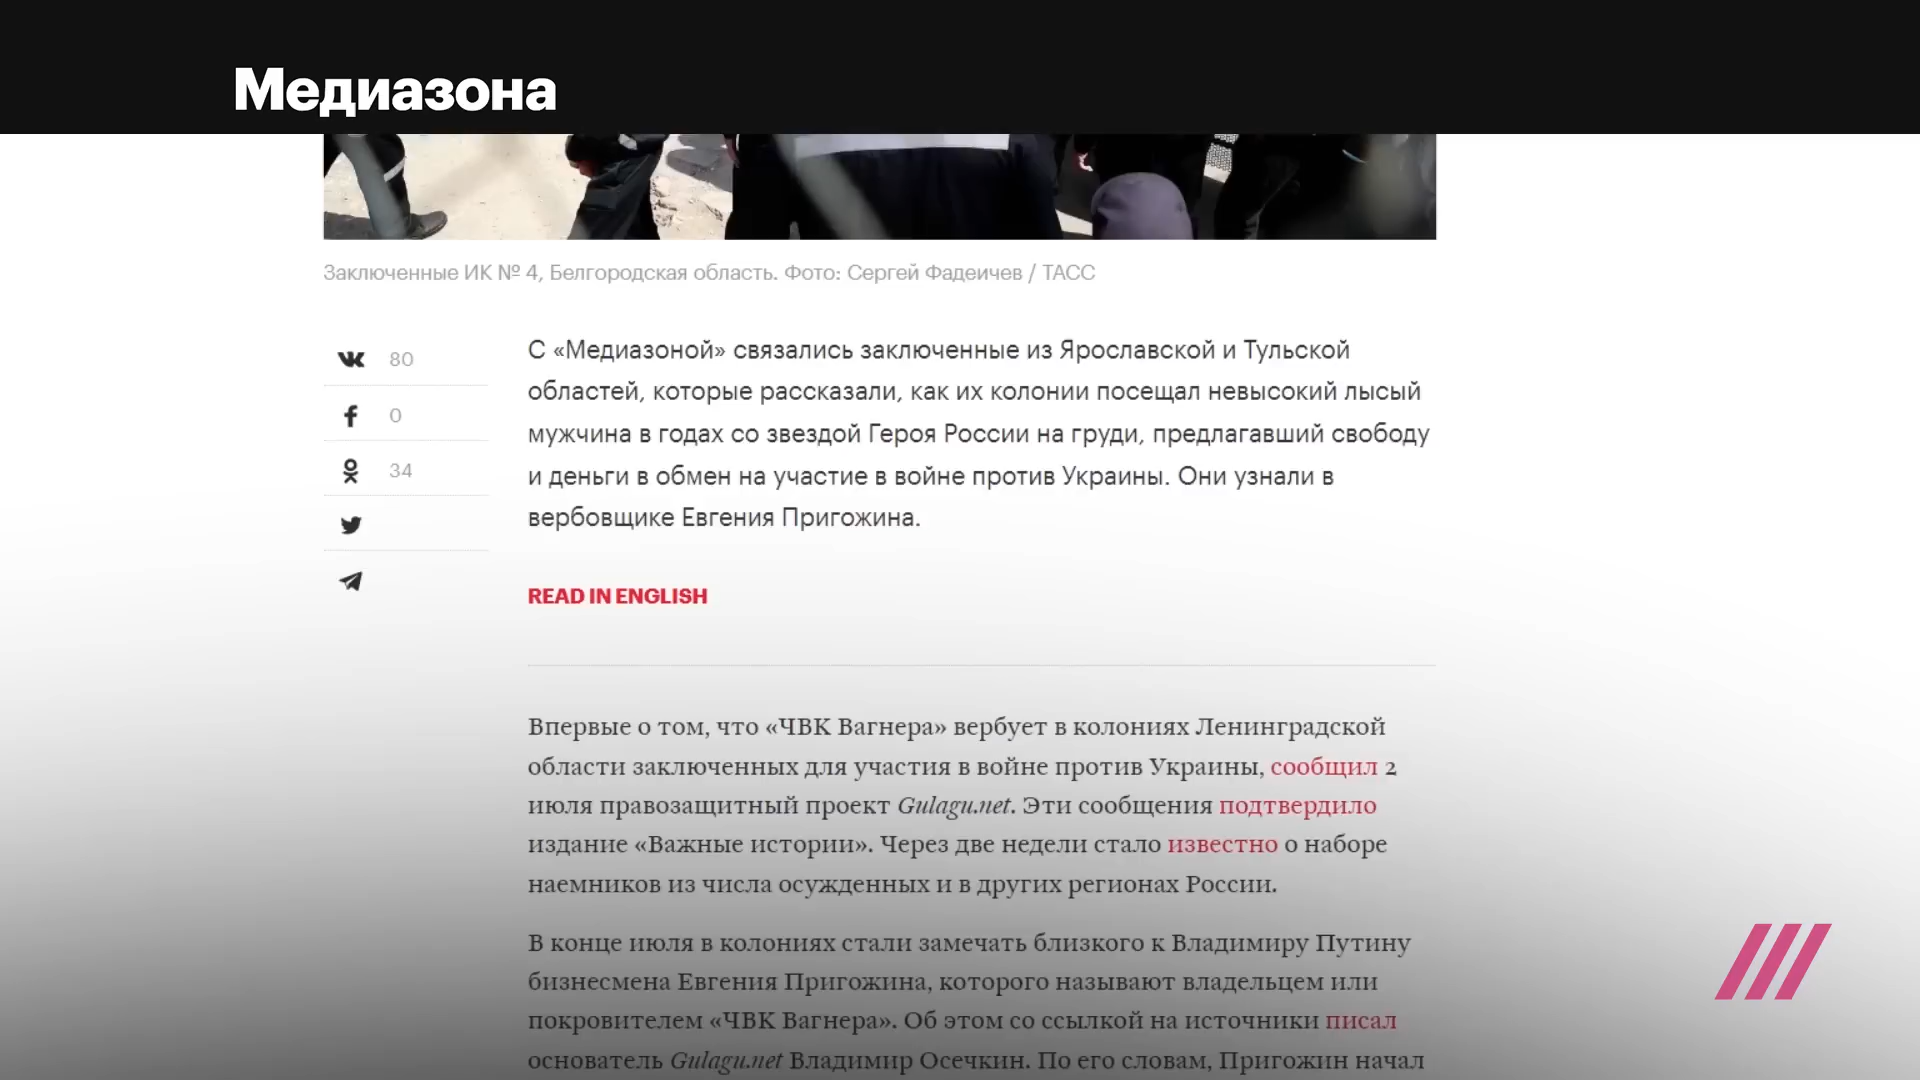 Медиазона
Заключенные ИК № 4, Белгородская область. Фото: Сергей Фадеичев / ТАСС
80
0
34
С «Медиазоной» связались заключенные из Ярославской и Тульской
областей, которые рассказали, как их колонии посещал невысокий лысый
мужчина в годах со звездой Героя России на груди, предлагавший свободу
и деньги в обмен на участие в войне против Украины. Они узнали в
вербовщике Евгения Пригожина.
READ IN ENGLISH
Впервые о том, что «ЧВК Вагнера» вербует в колониях Ленинградской
области заключенных для участия в войне против Украины, сообщил 2
июля правозащитный проект Gulagu.net. Эти сообщения подтвердило
издание «Важные истории». Через две недели стало известно о наборе
наемников из числа осужденных и в других регионах России.
В конце июля в колониях стали замечать близкого к Владимиру Путину
бизнесмена Евгения Пригожина, которого называют владельцем или
покровителем «ЧВК Вагнера». Об этом со ссылкой на источники писал
основатель Gulagu.net Владимир Осечкин. По его словам, Пригожин начал